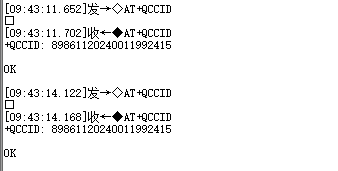 [09:43:11.652]发→◇AT+QCCID
□
[09:43:11.702]收←◆AT+QCCID
+QCCID: 89861120240011992415
OK
[09:43:14.122]发→◇AT+QCCID
□
[09:43:14.168]收←◆AT+QCCID
+QCCID: 89861120240011992415
OK